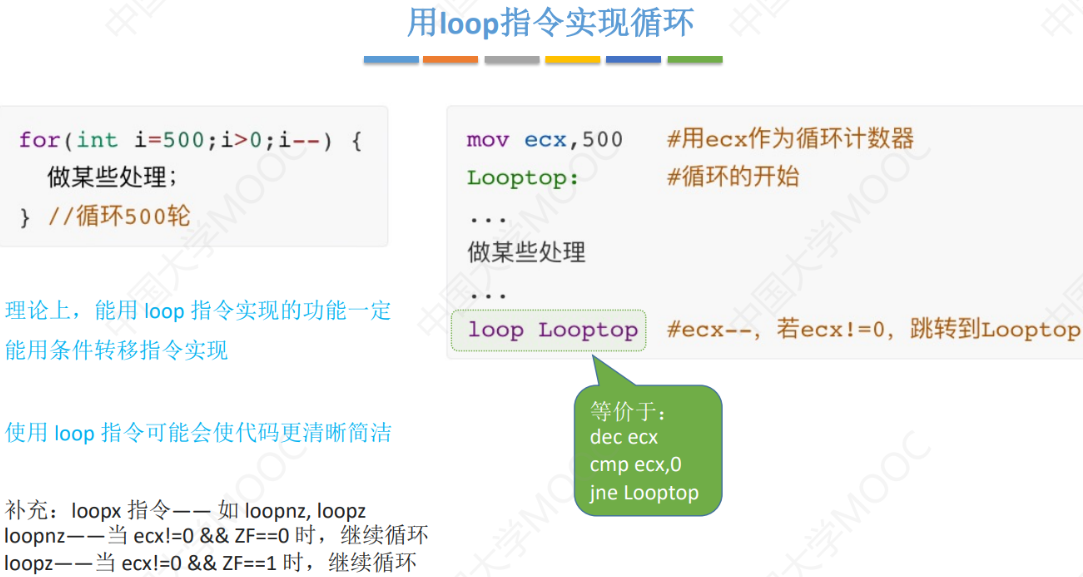 用loop指令实现循环
for(int i=500;i>0;i--) {
做某些处理;
} //循环500轮
理论上，能用 loop 指令实现的功能一定
能用条件转移指令实现
使用 loop 指令可能会使代码更清晰简洁
补充：loopx 指令—— 如 loopnz, loopz
loopnz——当 ecx!=0 && ZF==0 时，继续循环
loopz——当 ecx!=0 && ZF==1 时，继续循环
mov ecx,500 #用ecx作为循环计数器
Looptop: #循环的开始
...
做某些处理
...
loop Looptop #ecx--，若ecx!=0，跳转到Looptop
等价于：
dec ecx
cmp ecx,0
jne Looptop
中国大学MOOC